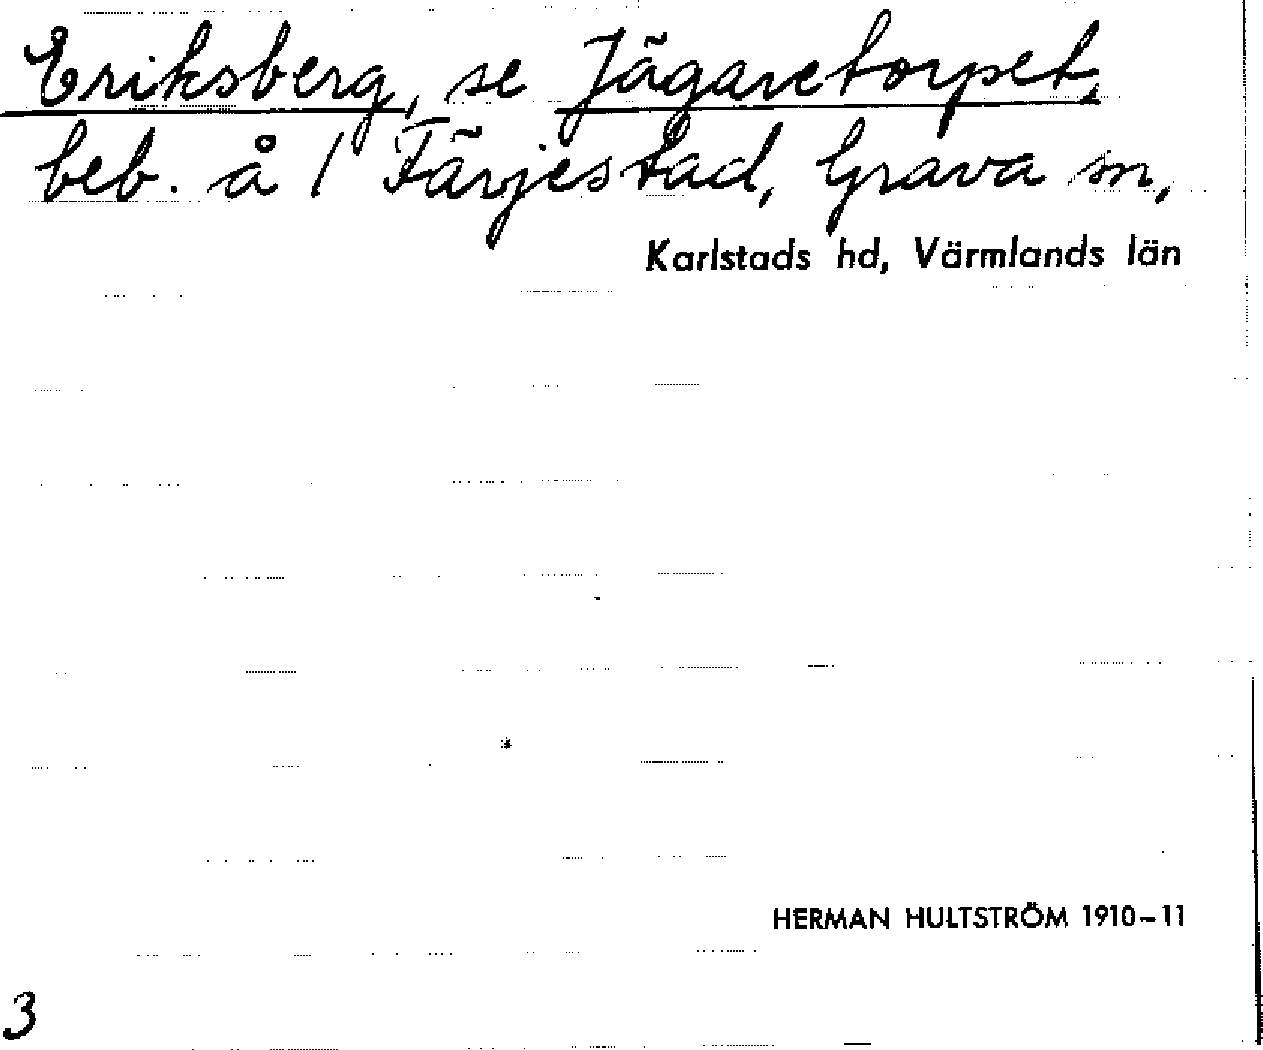 Eriksberg, se Jägaretorpet,
beb. å 1 Färjestad, Grava sn,
Karlstads hd, Värmlands län
HERMAN HULTSTRÖM 1910-11
3